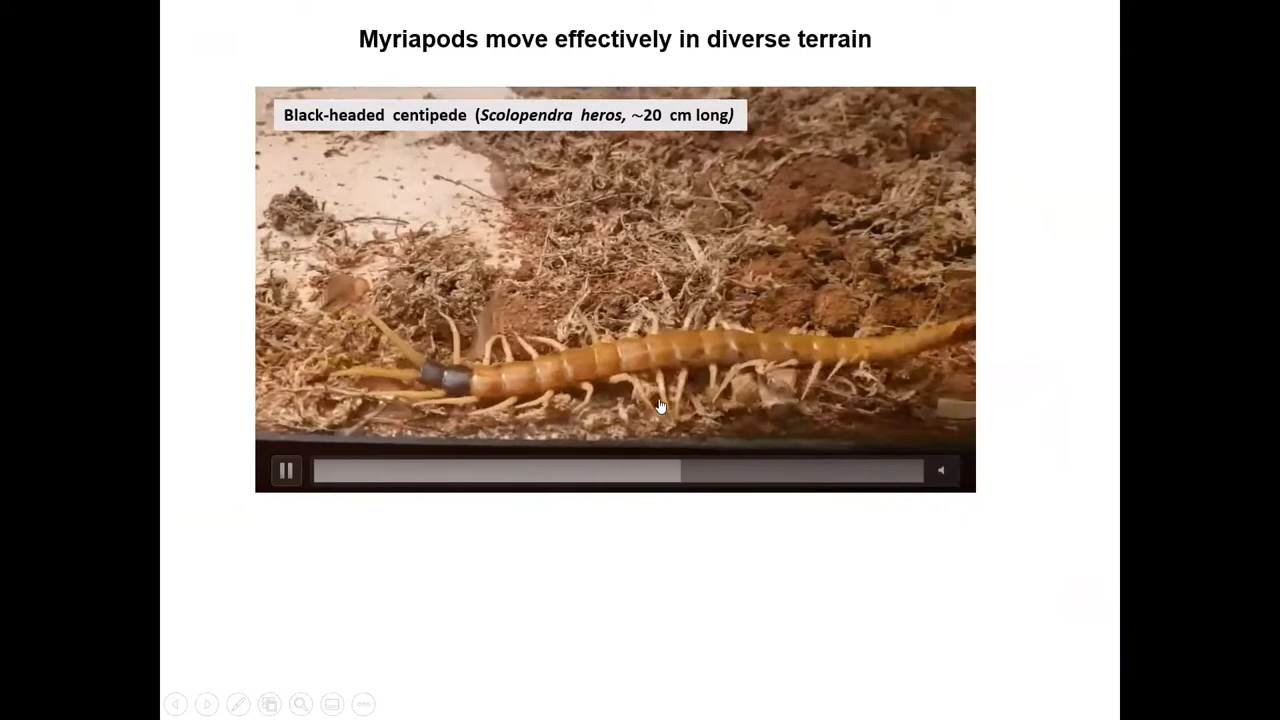 Myriapods move effectively in diverse terrain
Black-headed centipede (Scolopendra heros, ~20 cm long)